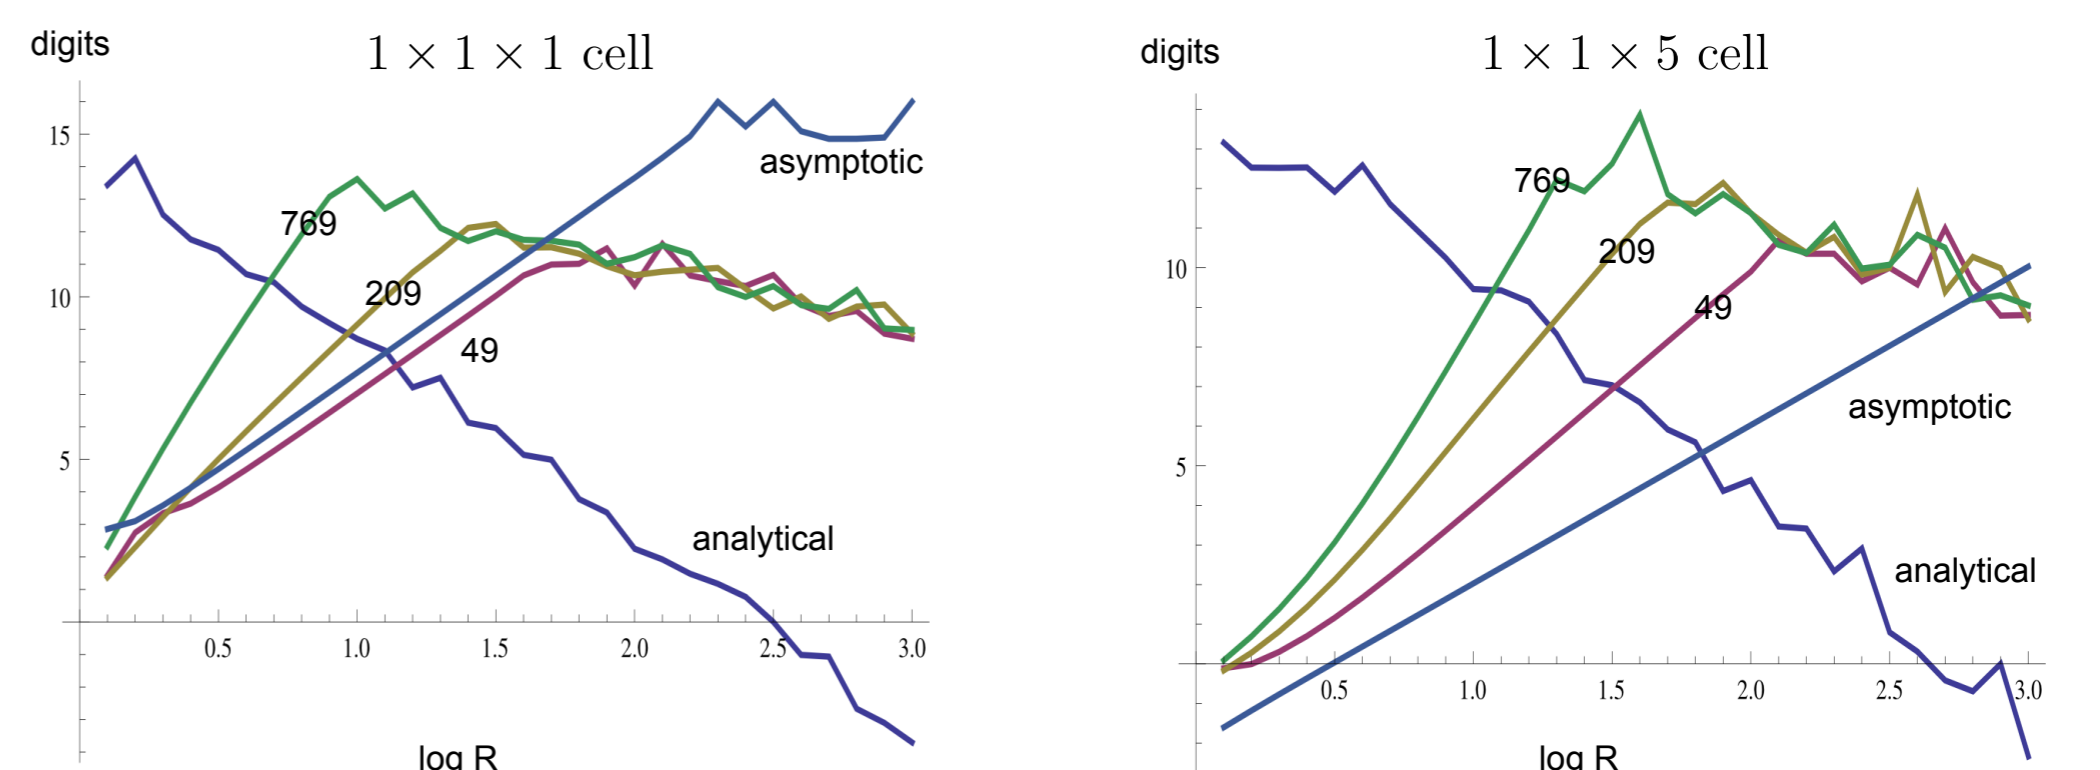 digits
1 × 1 × 1 cell
15
10
5
769
209
49
asymptotic
analytical
0.5 1.0 1.5 2.0 2.5 3.0
log R
digits
1 × 1 × 5 cell
10
5
769
209
49
asymptotic
analytical
0.5 1.0 1.5 2.0 2.5 3.0
log R